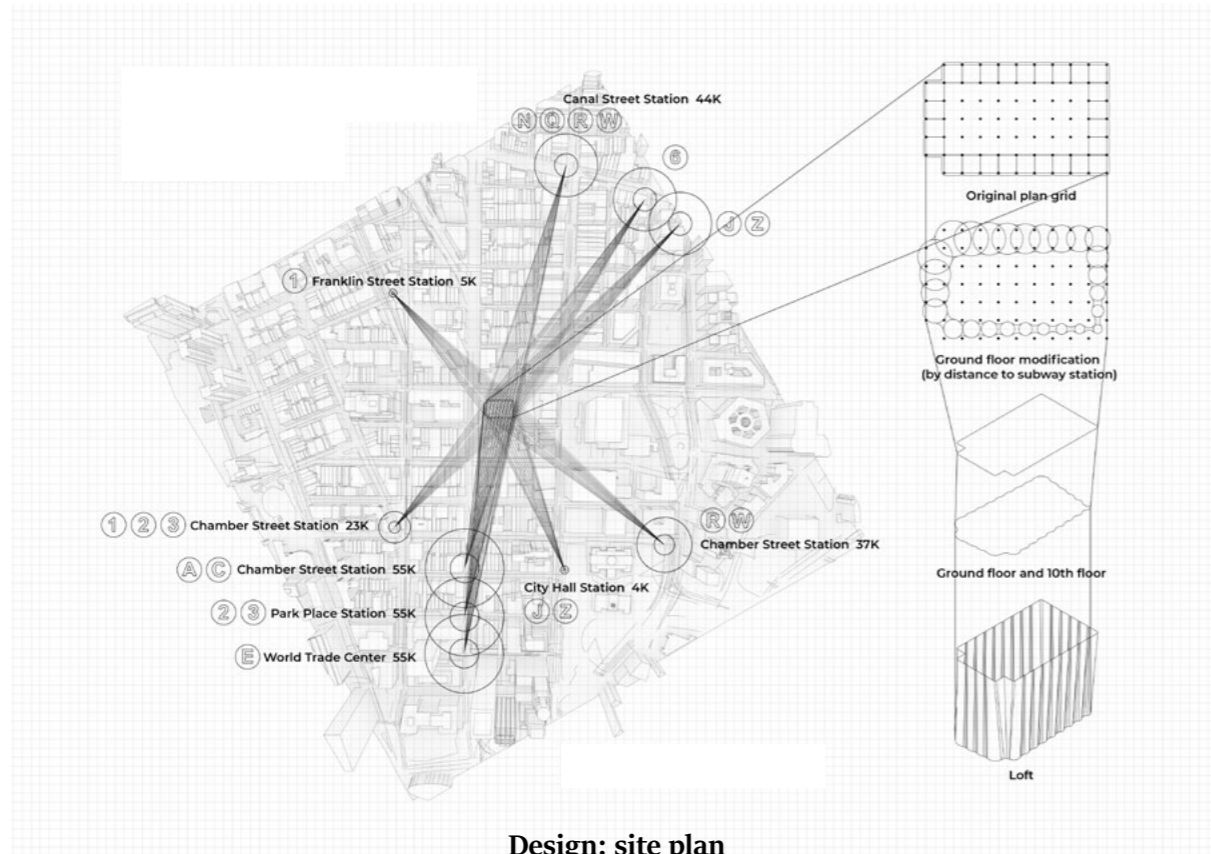 Canal Street Station 44K
N Q R W
6
J Z
1 Franklin Street Station 5K
1 2 3 Chamber Street Station 23K
A C Chamber Street Station 55K
2 3 Park Place Station 55K
E World Trade Center 55K
City Hall Station 4K
J Z
R W
Chamber Street Station 37K
Original plan grid
Ground floor modification
(by distance to subway station)
Ground floor and 10th floor
Loft
Design: site plan